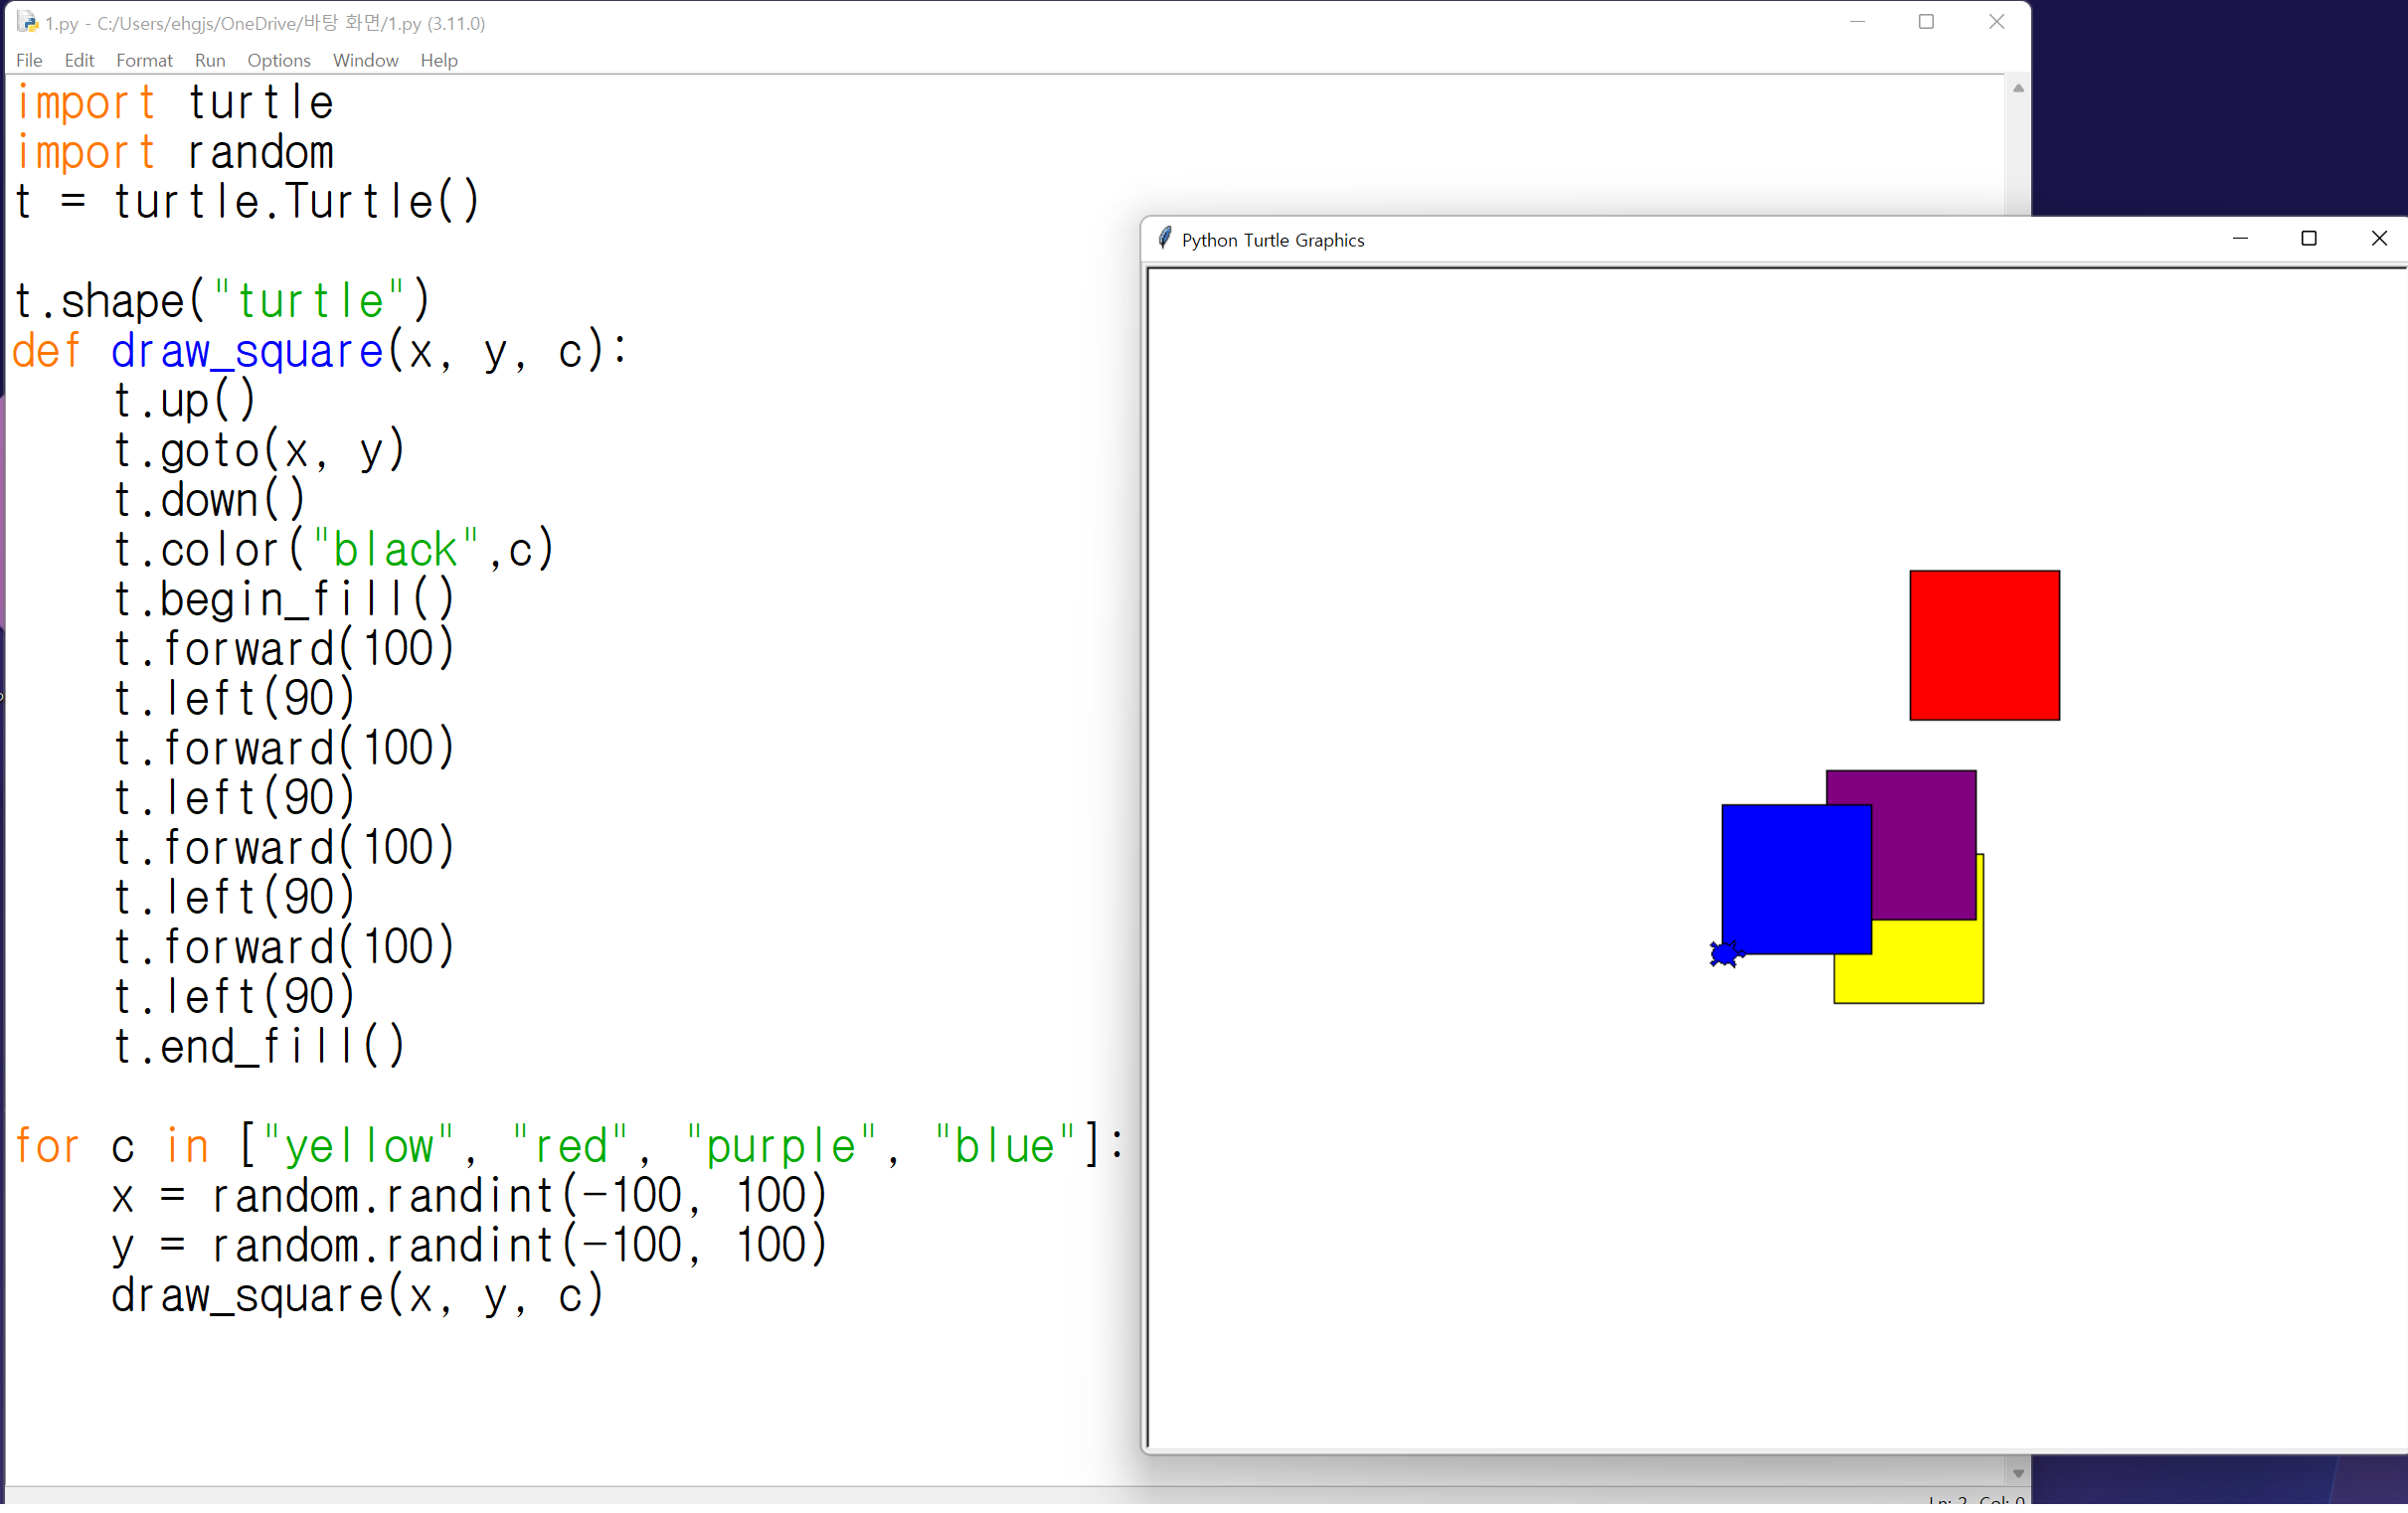 1.py - C:/Users/ehgjs/OneDrive/바탕 화면/1.py (3.11.0)
File Edit Format Run Options Window Help
import turtle
import random
t = turtle.Turtle()
t.shape("turtle")
def draw_square(x, y, c):
    t.up()
    t.goto(x, y)
    t.down()
    t.color("black",c)
    t.begin_fill()
    t.forward(100)
    t.left(90)
    t.forward(100)
    t.left(90)
    t.forward(100)
    t.left(90)
    t.forward(100)
    t.left(90)
    t.end_fill()
for c in ["yellow", "red", "purple", "blue"]:
    x = random.randint(-100, 100)
    y = random.randint(-100, 100)
    draw_square(x, y, c)
Python Turtle Graphics
Ln: 2 Col: 0